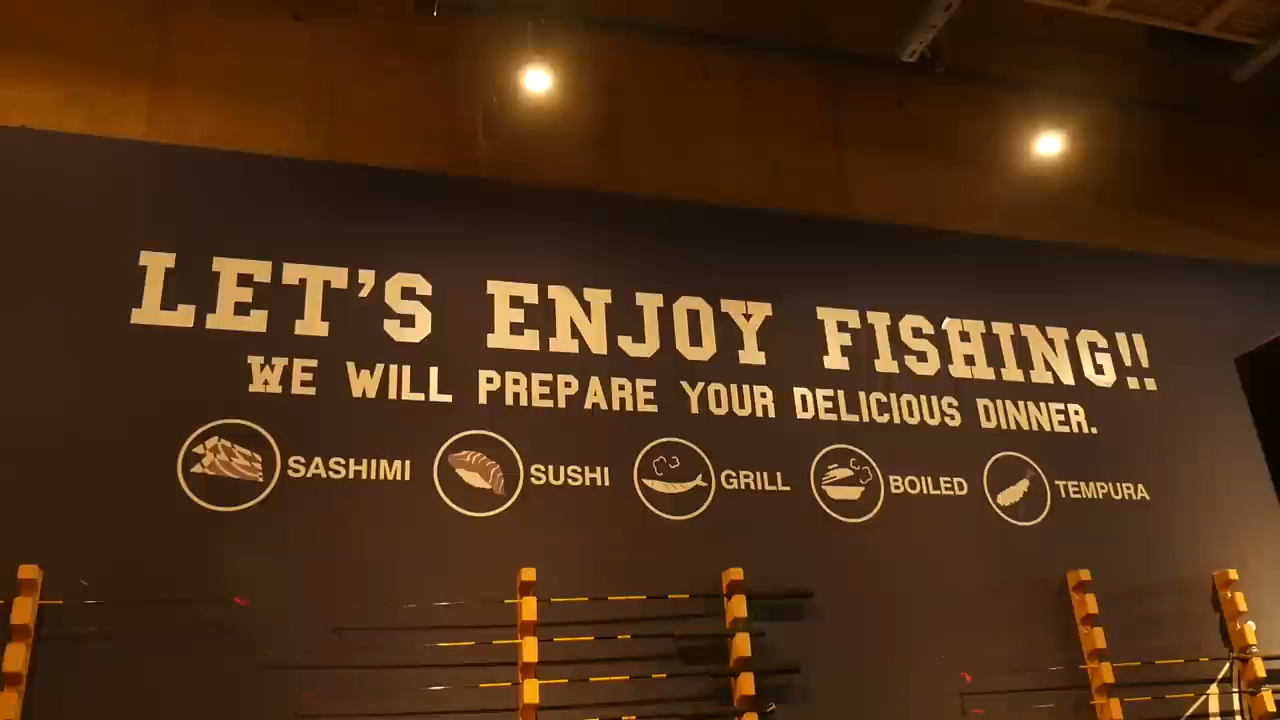 LET'S ENJOY FISHING!!
WE WILL PREPARE YOUR DELICIOUS DINNER.
SASHIMI SUSHI GRILL BOILED TEMPURA